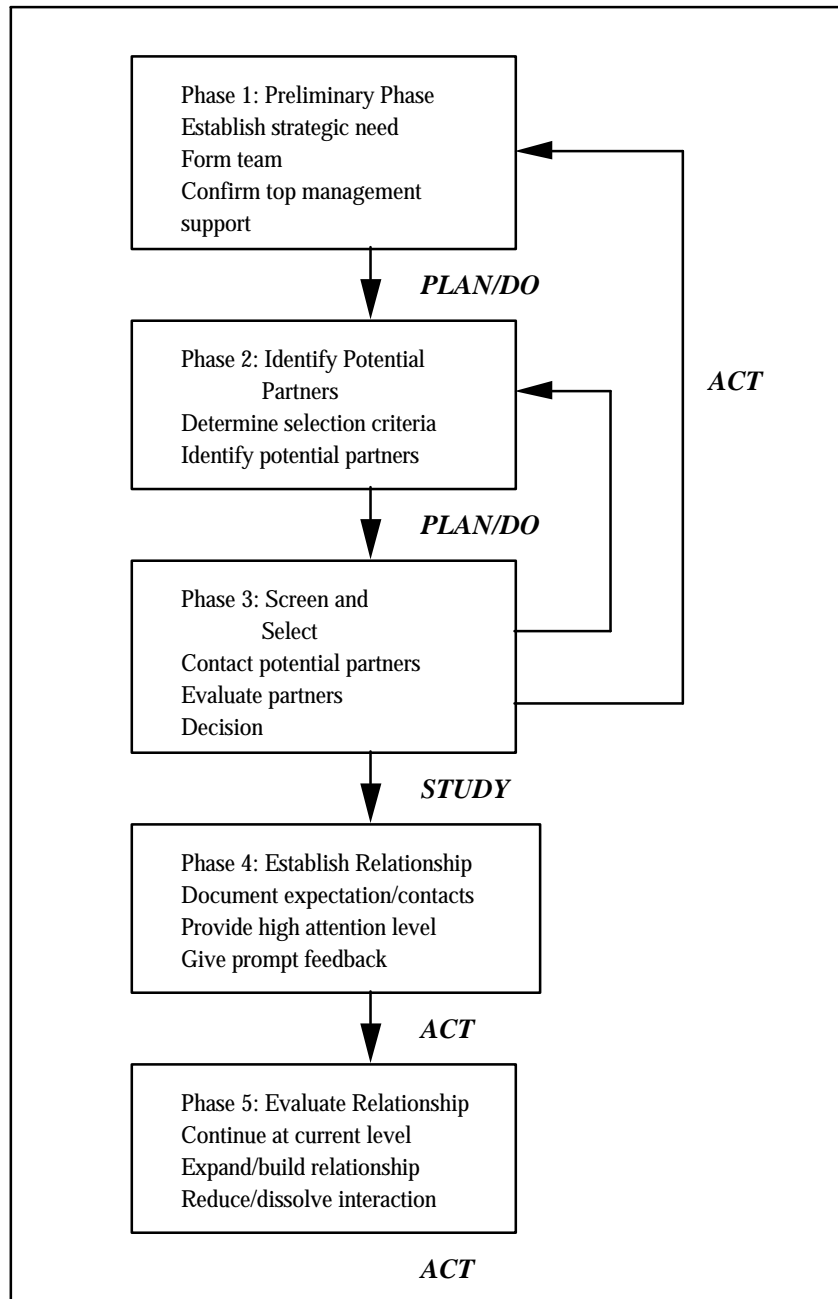 Phase 1: Preliminary Phase
Establish strategic need
Form team
Confirm top management
support
PLAN/DO
Phase 2: Identify Potential
Partners
Determine selection criteria
Identify potential partners
ACT
PLAN/DO
Phase 3: Screen and
Select
Contact potential partners
Evaluate partners
Decision
STUDY
Phase 4: Establish Relationship
Document expectation/contacts
Provide high attention level
Give prompt feedback
ACT
Phase 5: Evaluate Relationship
Continue at current level
Expand/build relationship
Reduce/dissolve interaction
ACT